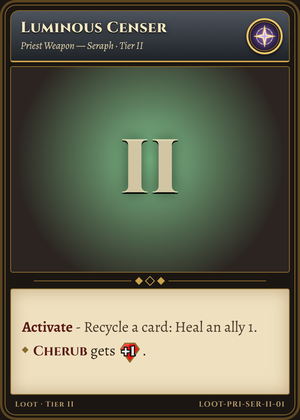 Luminous Censer
Priest Weapon — Seraph · Tier II
II
Activate - Recycle a card: Heal an ally 1.
Cherub gets +1 .
Loot · Tier II
LOOT-PRI-SER-II-01